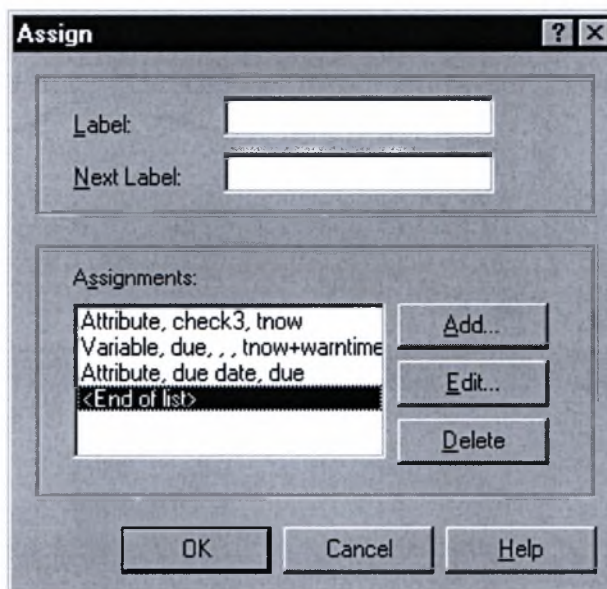 Assign
Label:
Next Label:
Assignments:
Attribute, check3, tnow
Variable, due, , , tnow+warntime
Attribute, due date, due
<End of list>
Add...
Edit...
Delete
OK
Cancel
Help